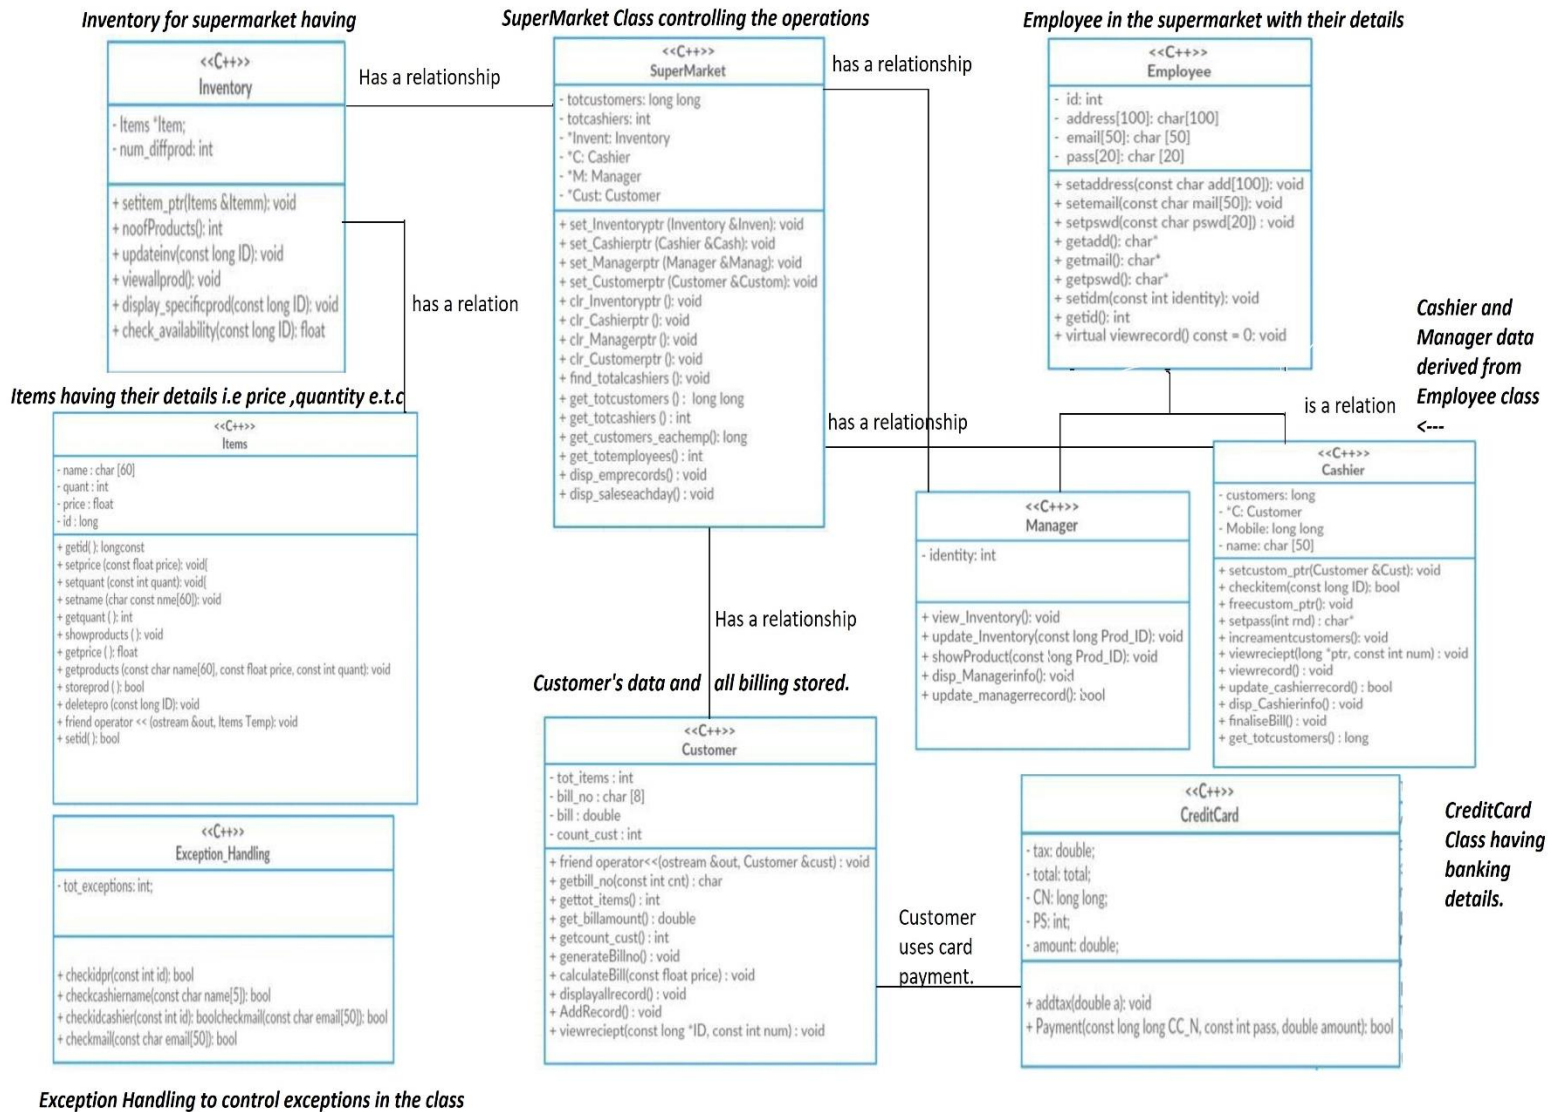 Inventory for supermarket having
<<C++>>
Inventory
- Items *Item;
- num_diffprod: int
+ setitem_ptr(Items &Itemm): void
+ noofProducts(): int
+ updateinv(const long ID): void
+ viewallprod(): void
+ display_specificprod(const long ID): void
+ check_availability(const long ID): float
Has a relationship
has a relation
SuperMarket Class controlling the operations
<<C++>>
SuperMarket
- totcustomers: long long
- totcashiers: int
- *Invent: Inventory
- *C: Cashier
- *M: Manager
- *Cust: Customer
+ set_Inventoryptr (Inventory &Inven): void
+ set_Cashierptr (Cashier &Cash): void
+ set_Managerptr (Manager &Manag): void
+ set_Customerptr (Customer &Custom): void
+ clr_Inventoryptr (): void
+ clr_Cashierptr (): void
+ clr_Managerptr (): void
+ clr_Customerptr (): void
+ find_totalcashiers (): void
+ get_totcustomers () : long long
+ get_totcashiers () : int
+ get_customers_eachemp(): long
+ get_totemployees() : int
+ disp_emprecords() : void
+ disp_saleseachday() : void
has a relationship
has a relationship
Employee in the supermarket with their details
<<C++>>
Employee
- id: int
- address[100]: char[100]
- email[50]: char [50]
- pass[20]: char [20]
+ setaddress(const char add[100]): void
+ setemail(const char mail[50]): void
+ setpswd(const char pswd[20]) : void
+ getadd(): char*
+ getmail(): char*
+ getpswd(): char*
+ setidm(const int identity): void
+ getid(): int
+ virtual viewrecord() const = 0: void
Cashier and
Manager data
derived from
Employee class
<---
is a relation
Items having their details i.e price ,quantity e.t.c
<<C++>>
Items
- name : char [60]
- quant : int
- price : float
- id : long
+ getid( ): longconst
+ setprice (const float price): void{
+ setquant (const int quant): void{
+ setname (char const nme[60]): void
+ getquant ( ): int
+ showproducts ( ): void
+ getprice ( ): float
+ getproducts (const char name[60], const float price, const int quant): void
+ storeprod ( ): bool
+ deletepro (const long ID): void
+ friend operator << (ostream &out, Items Temp): void
+ setid( ): bool
<<C++>>
Manager
- identity: int
+ view_Inventory(): void
+ update_Inventory(const long Prod_ID): void
+ showProduct(const long Prod_ID): void
+ disp_Managerinfo(): void
+ update_managerrecord(): bool
<<C++>>
Cashier
- customers: long
- *C: Customer
- Mobile: long long
- name: char [50]
+ setcustom_ptr(Customer &Cust): void
+ checkitem(const long ID): bool
+ freecustom_ptr(): void
+ setpass(int rnd) : char*
+ increamentcustomers(): void
+ viewreciept(long *ptr, const int num) : void
+ viewrecord() : void
+ update_cashierrecord() : bool
+ disp_Cashierinfo() : void
+ finaliseBill() : void
+ get_totcustomers() : long
Has a relationship
Customer's data and all billing stored.
<<C++>>
Customer
- tot_items : int
- bill_no : char [8]
- bill : double
- count_cust : int
+ friend operator<<(ostream &out, Customer &cust) : void
+ getbill_no(const int cnt) : char
+ gettot_items() : int
+ get_billamount() : double
+ getcount_cust() : int
+ generateBillno() : void
+ calculateBill(const float price) : void
+ displayallrecord() : void
+ AddRecord() : void
+ viewreciept(const long *ID, const int num) : void
Customer
uses card
payment.
<<C++>>
CreditCard
- tax: double;
- total: total;
- CN: long long;
- PS: int;
- amount: double;
+ addtax(double a): void
+ Payment(const long long CC_N, const int pass, double amount): bool
CreditCard
Class having
banking
details.
<<C++>>
Exception_Handling
- tot_exceptions: int;
+ checkidpr(const int id): bool
+ checkcashiername(const char name[5]): bool
+ checkidcashier(const int id): boolcheckmail(const char email[50]): bool
+ checkmail(const char email[50]): bool
Exception Handling to control exceptions in the class